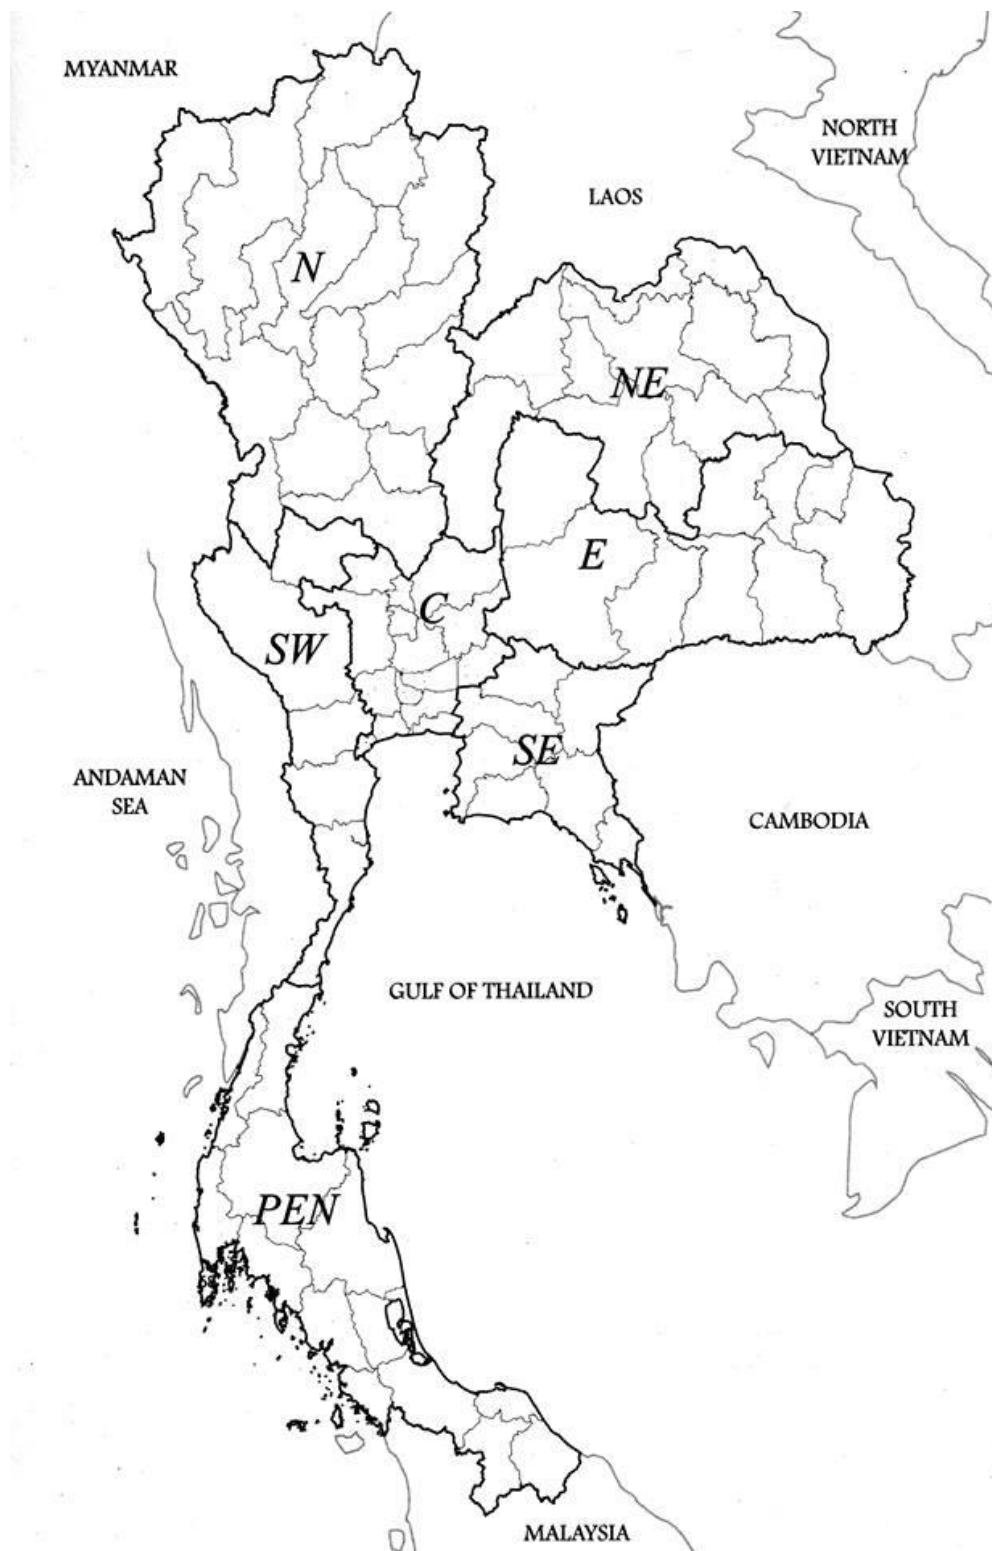 MYANMAR
NORTH
VIETNAM
LAOS
N
NE
E
C
SW
SE
ANDAMAN
SEA
CAMBODIA
GULF OF THAILAND
SOUTH
VIETNAM
PEN
MALAYSIA